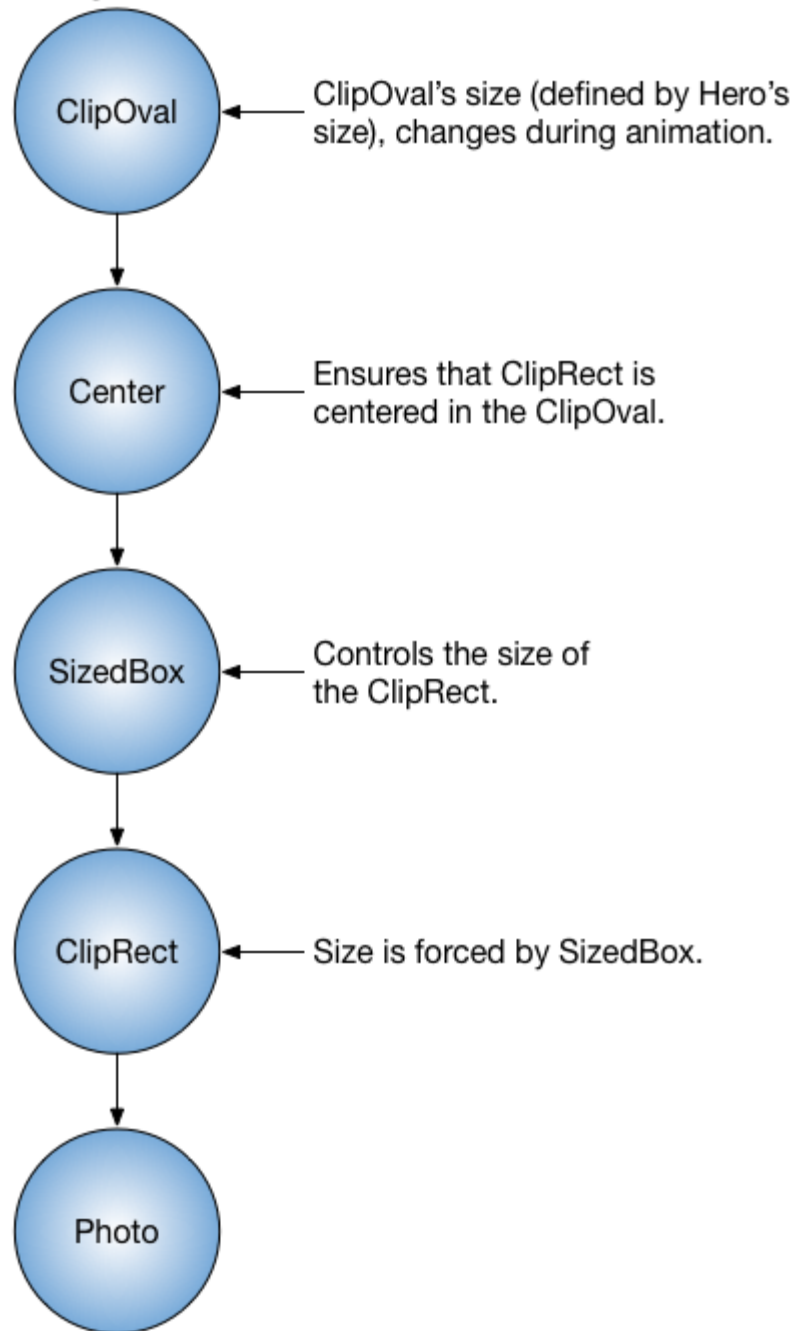 ClipOval
ClipOval’s size (defined by Hero’s
size), changes during animation.
Center
Ensures that ClipRect is
centered in the ClipOval.
SizedBox
Controls the size of
the ClipRect.
ClipRect
Size is forced by SizedBox.
Photo